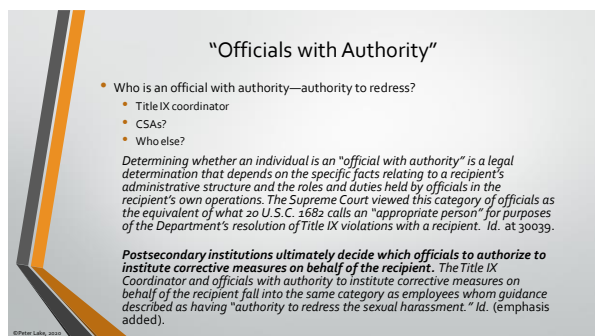 “Officials with Authority”
• Who is an official with authority—authority to redress?
• Title IX coordinator
• CSAs?
• Who else?
Determining whether an individual is an “official with authority” is a legal
determination that depends on the specific facts relating to a recipient’s
administrative structure and the roles and duties held by officials in the
recipient’s own operations. The Supreme Court viewed this category of officials as
the equivalent of what 20 U.S.C. 1682 calls an “appropriate person” for purposes
of the Department’s resolution of Title IX violations with a recipient. Id. at 30039.
Postsecondary institutions ultimately decide which officials to authorize to
institute corrective measures on behalf of the recipient. The Title IX
Coordinator and officials with authority to institute corrective measures on
behalf of the recipient fall into the same category as employees whom guidance
described as having “authority to redress the sexual harassment.” Id. (emphasis
added).
©Peter Lake, 2020